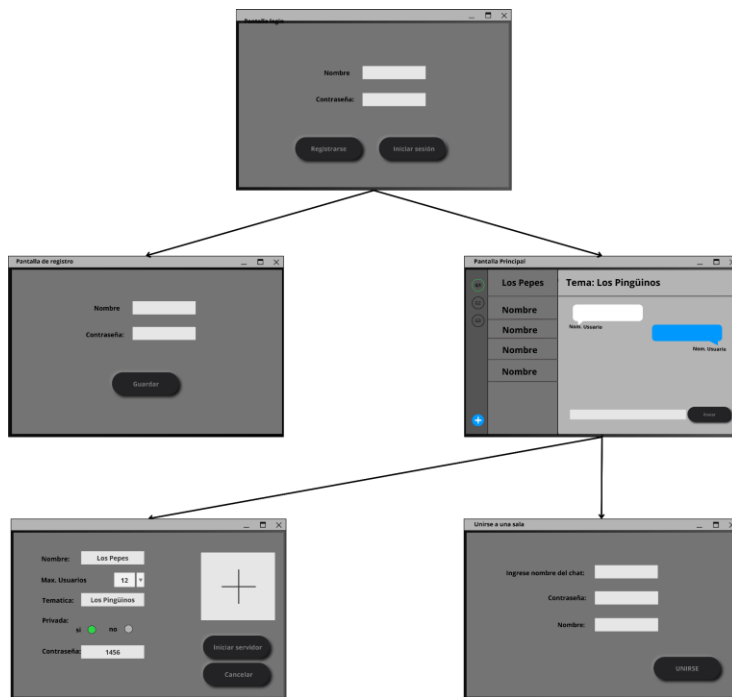 Pantalla login
Nombre
Contraseña:
Registrarse
Iniciar sesión
Pantalla de registro
Nombre
Contraseña:
Guardar
Pantalla Principal
Los Pepes
Tema: Los Pingüinos
Nombre
Nombre
Nombre
Nombre
Nom. Usuario
Nom. Usuario
Nombre:
Los Pepes
Max. Usuarios
12
Tematica:
Los Pingüinos
Privada:
si
no
Contraseña:
1456
Iniciar servidor
Cancelar
Unirse a una sala
Ingrese nombre del chat:
Contraseña:
Nombre:
UNIRSE